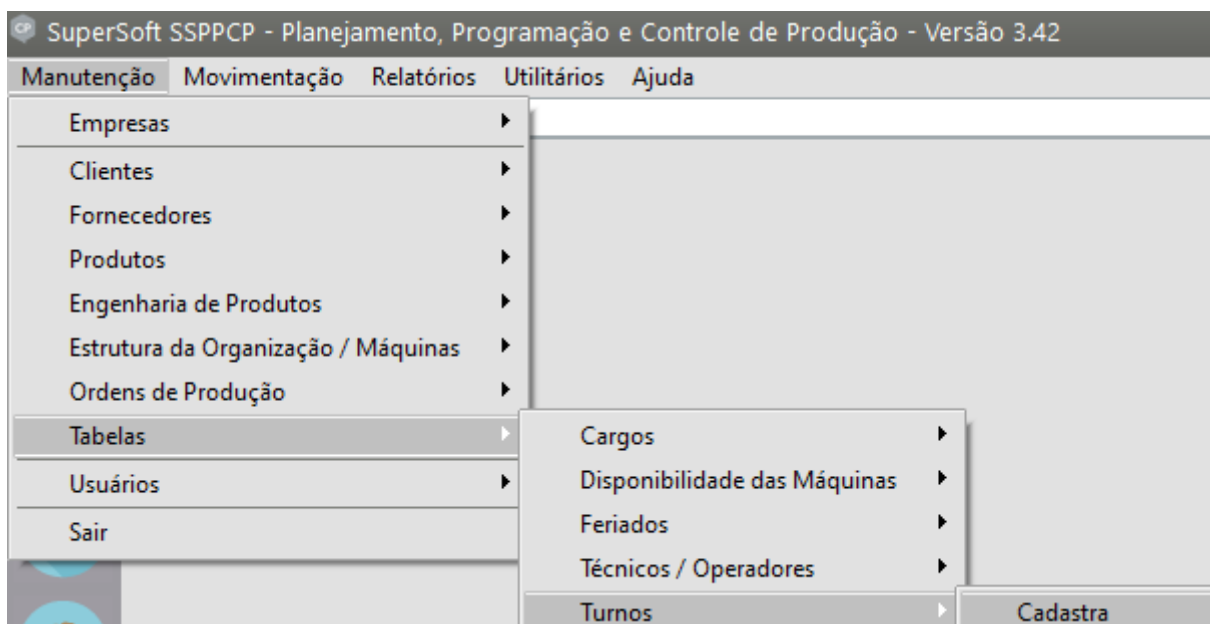 SuperSoft SSPPCP - Planejamento, Programação e Controle de Produção - Versão 3.42
Manutenção Movimentação Relatórios Utilitários Ajuda
Empresas
Clientes
Fornecedores
Produtos
Engenharia de Produtos
Estrutura da Organização / Máquinas
Ordens de Produção
Tabelas
Usuários
Sair
Cargos
Disponibilidade das Máquinas
Feriados
Técnicos / Operadores
Turnos
Cadastra